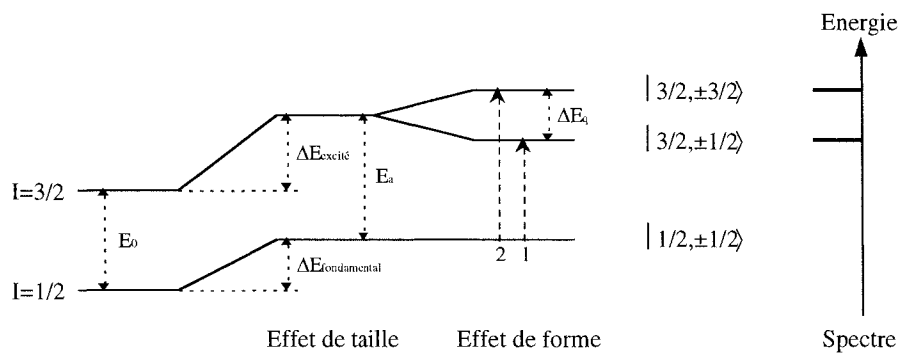 Energie
| 3/2,±3/2⟩
ΔEq
| 3/2,±1/2⟩
ΔEexcité
Ea
I=3/2
E0
| 1/2,±1/2⟩
2 1
ΔEfondamental
I=1/2
Effet de taille Effet de forme Spectre